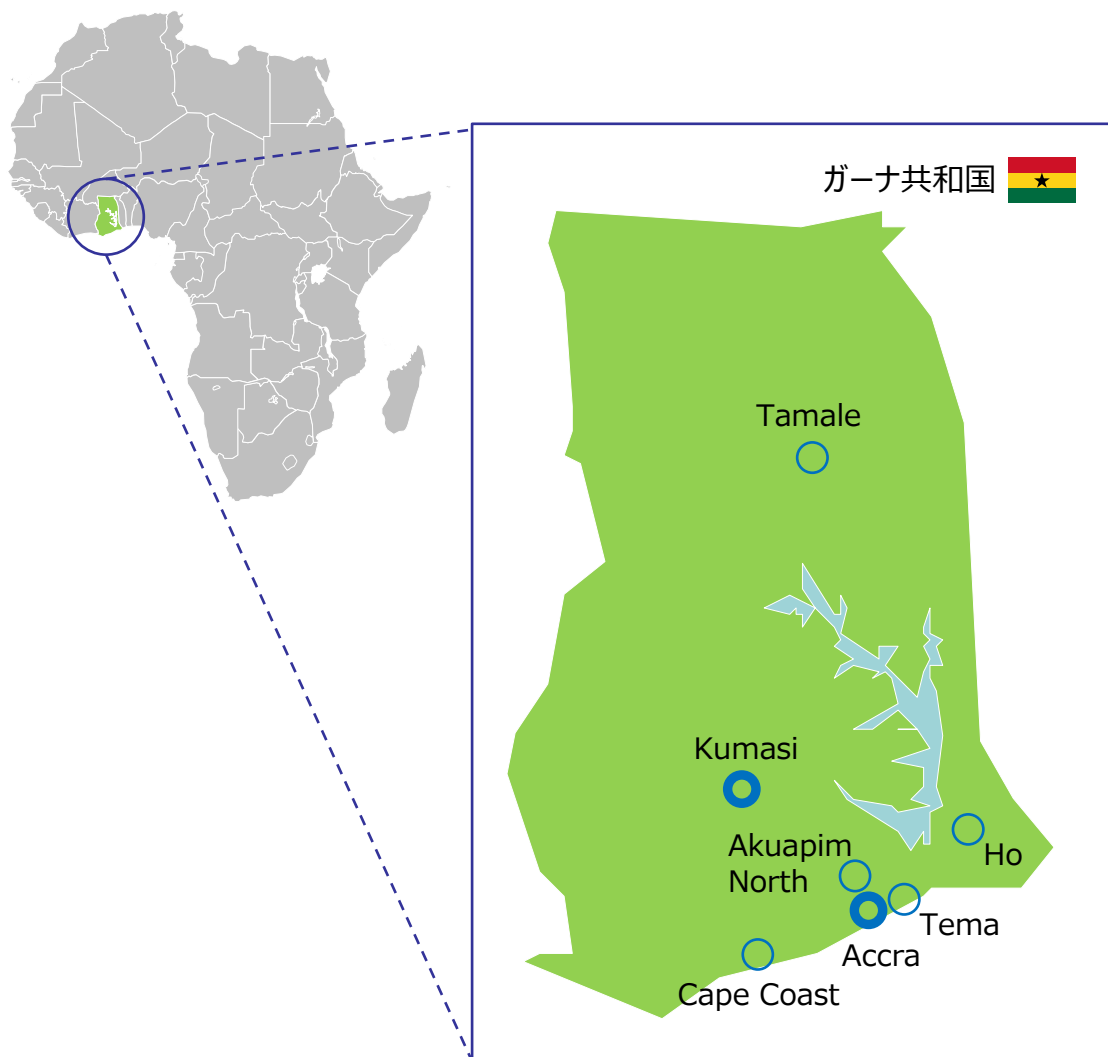 ガーナ共和国
Tamale
Kumasi
Akuapim
North
Ho
Tema
Accra
Cape Coast